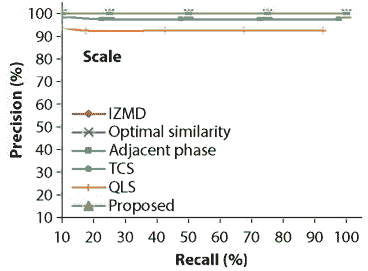 100
90
80
70
60
50
40
30
20
10
Precision (%)
Scale
IZMD
Optimal similarity
Adjacent phase
TCS
QLS
Proposed
10 20 30 40 50 60 70 80 90 100
Recall (%)